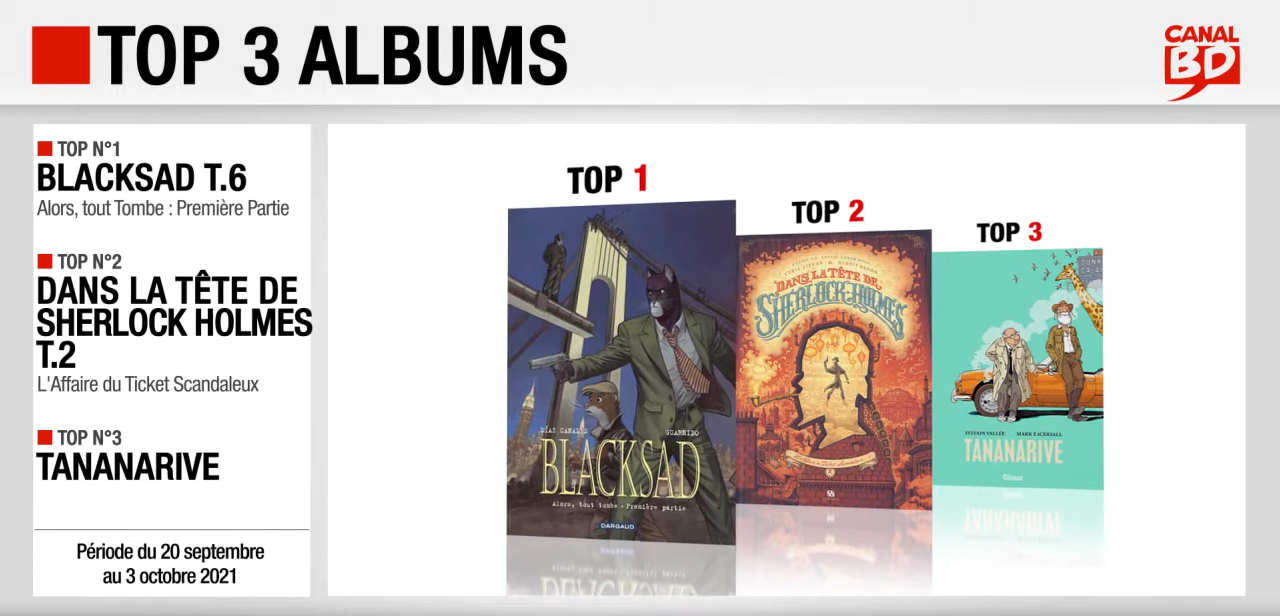 TOP 3 ALBUMS
CANAL
BD
TOP N°1
BLACKSAD T.6
Alors, tout Tombe : Première Partie
TOP N°2
DANS LA TÊTE DE
SHERLOCK HOLMES
T.2
L'Affaire du Ticket Scandaleux
TOP N°3
TANANARIVE
Période du 20 septembre
au 3 octobre 2021
TOP 1
DÍAZ CANALES GUARNIDO
BLACKSAD
Alors, tout tombe - Première partie
DARGAUD
TOP 2
DANS LA TÊTE DE
SHERLOCK HOLMES
TOP 3
SYLVAIN VALLÉE MARK EACERSALL
TANANARIVE
Glénat